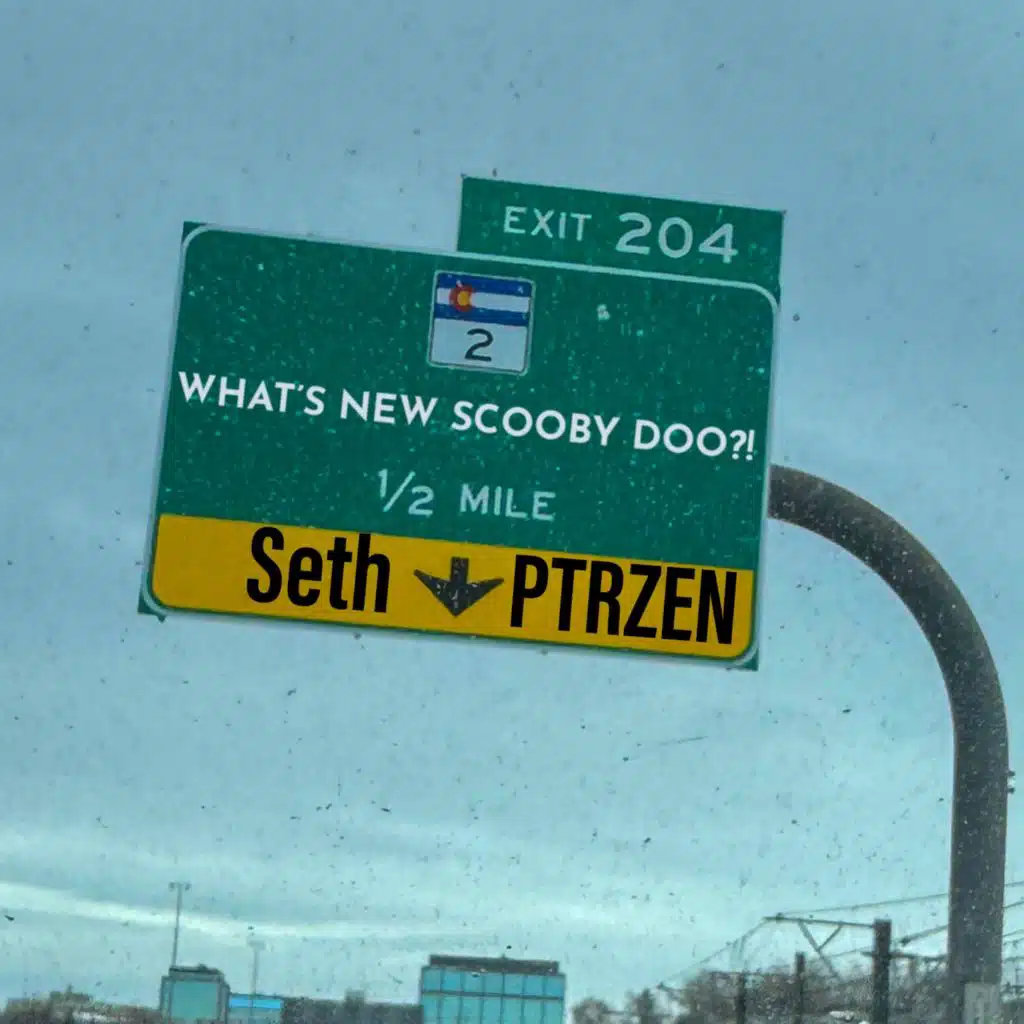 EXIT 204
2
WHAT'S NEW SCOOBY DOO?!
1/2 MILE
Seth PTRZEN